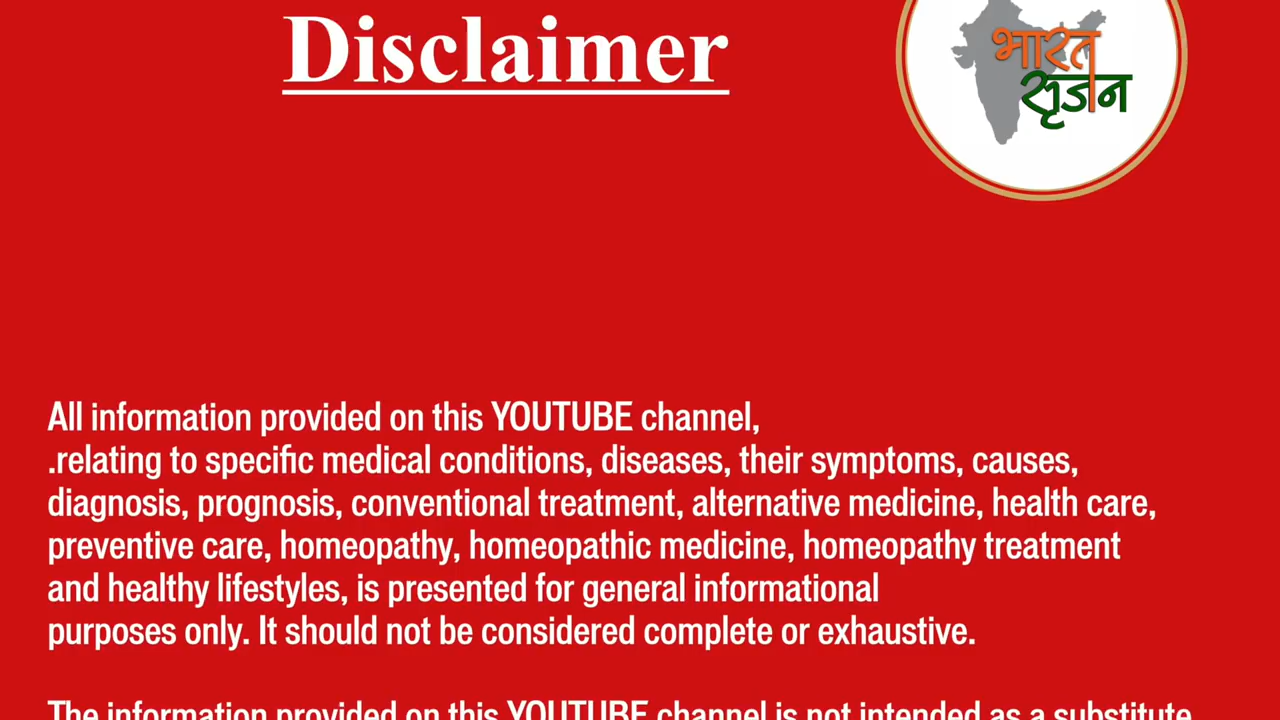 Disclaimer
भारत
सृजन
All information provided on this YOUTUBE channel,
.relating to specific medical conditions, diseases, their symptoms, causes,
diagnosis, prognosis, conventional treatment, alternative medicine, health care,
preventive care, homeopathy, homeopathic medicine, homeopathy treatment
and healthy lifestyles, is presented for general informational
purposes only. It should not be considered complete or exhaustive.
The information provided on this YOUTUBE channel is not intended as a substitute